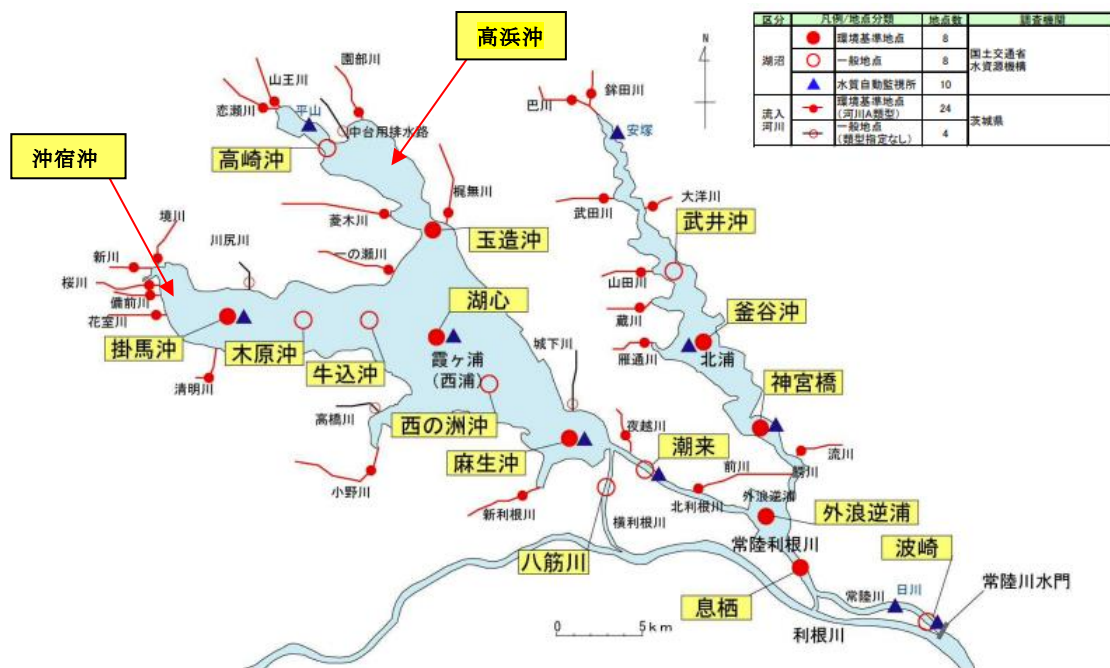 高浜沖
沖宿沖
区分 凡例/地点分類 地点数 調査機関
湖沼 環境基準地点 8 国土交通省
水資源機構
一般地点 8
水質自動監視所 10
流入
河川 環境基準地点
(河川A類型) 24 茨城県
一般地点
(類型指定なし) 4
N
園部川
山王川
恋瀬川
平山
中台用排水路
高崎沖
鉾田川
巴川
安塚
梶無川
菱木川
玉造沖
一の瀬川
武田川
大洋川
武井沖
境川
川尻川
新川
桜川
備前川
花室川
掛馬沖
木原沖
牛込沖
清明川
湖心
霞ヶ浦
(西浦)
城下川
山田川
蔵川
雁通川
釜谷沖
北浦
神宮橋
高橋川
西の洲沖
麻生沖
小野川
新利根川
夜越川
潮来
前川
流川
鰐川
北利根川
外浪逆浦
外浪逆浦
横利根川
八筋川
常陸利根川
息栖
波崎
常陸川
日川
常陸川水門
利根川
0 5km